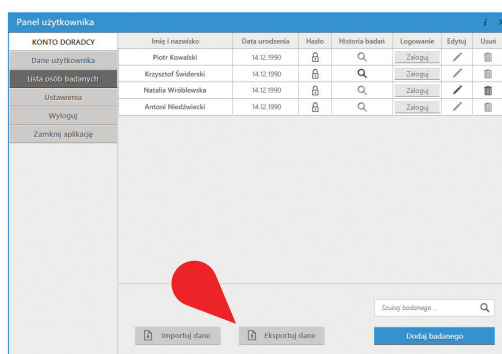 Panel użytkownika i x
KONTO DORADCY
Dane użytkownika
Lista osób badanych
Ustawienia
Wyloguj
Zamknij aplikację
Imię i nazwisko Data urodzenia Hasło Historia badań Logowanie Edytuj Usuń
Piotr Kowalski 14.12.1990 Zaloguj
Krzysztof Świderski 14.12.1990 Zaloguj
Natalia Wróblewska 14.12.1990 Zaloguj
Antoni Niedźwiecki 14.12.1990 Zaloguj
Szukaj badanego ...
Importuj dane Eksportuj dane Dodaj badanego